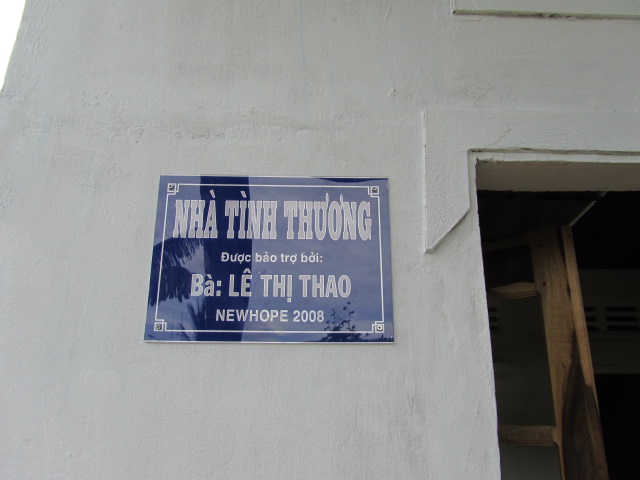 NHÀ TÌNH THƯƠNG
Được bảo trợ bởi:
Bà: LÊ THỊ THAO
NEWHOPE 2008